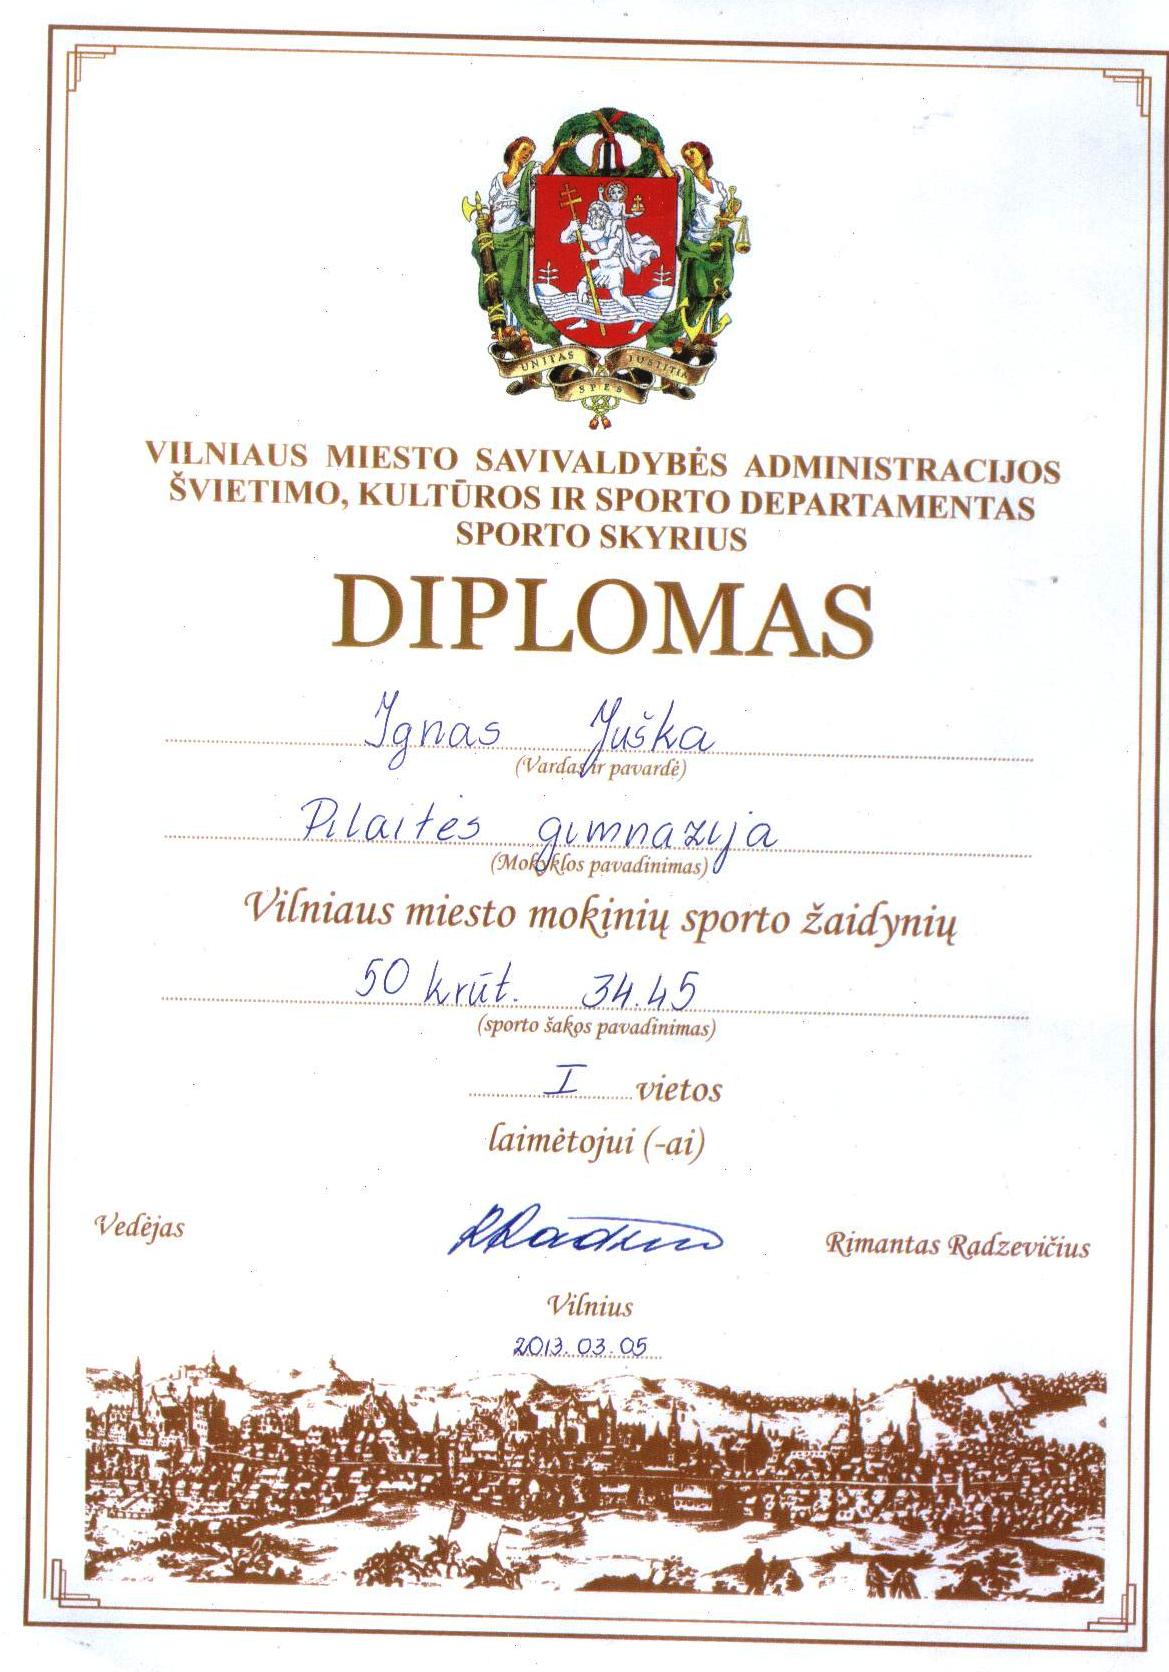 UNITAS JUSTITIA
SPES
VILNIAUS MIESTO SAVIVALDYBĖS ADMINISTRACIJOS
ŠVIETIMO, KULTŪROS IR SPORTO DEPARTAMENTAS
SPORTO SKYRIUS
DIPLOMAS
Ignas Juška
(Vardas ir pavardė)
Pilaitės gimnazija
(Mokyklos pavadinimas)
Vilniaus miesto mokinių sporto žaidynių
50 krūt. 34.45
(sporto šakos pavadinimas)
I vietos
laimėtojui (-ai)
Vedėjas Rimantas Radzevičius
Vilnius
2013.03.05